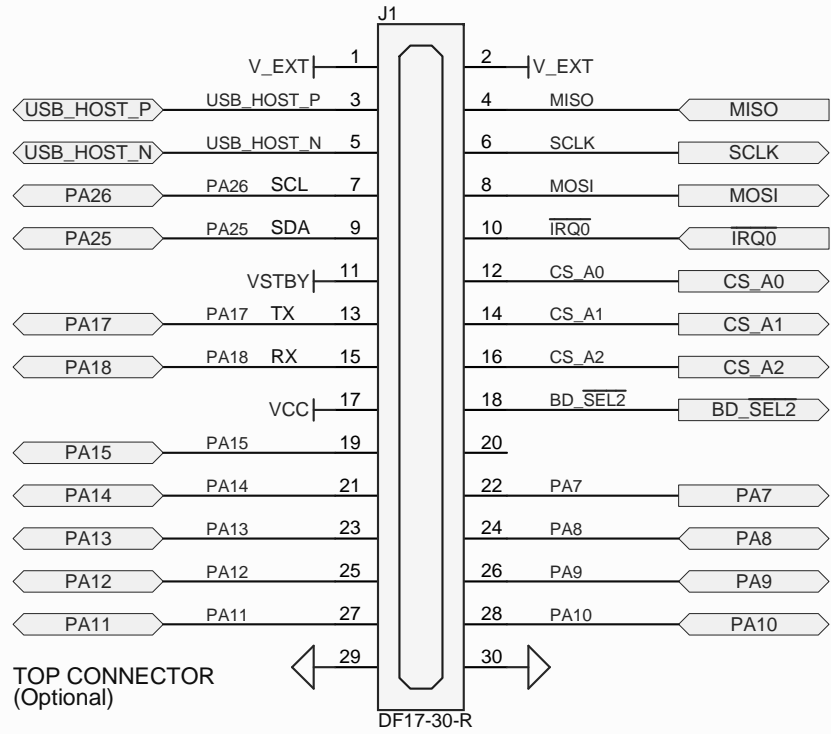 J1
V_EXT 1 2 V_EXT
USB_HOST_P USB_HOST_P 3 4 MISO MISO
USB_HOST_N USB_HOST_N 5 6 SCLK SCLK
PA26 PA26 SCL 7 8 MOSI MOSI
PA25 PA25 SDA 9 10 IRQ0 IRQ0
VSTBY 11 12 CS_A0 CS_A0
PA17 PA17 TX 13 14 CS_A1 CS_A1
PA18 PA18 RX 15 16 CS_A2 CS_A2
VCC 17 18 BD_SEL2 BD_SEL2
PA15 PA15 19 20
PA14 PA14 21 22 PA7 PA7
PA13 PA13 23 24 PA8 PA8
PA12 PA12 25 26 PA9 PA9
PA11 PA11 27 28 PA10 PA10
29 30
TOP CONNECTOR
(Optional)
DF17-30-R